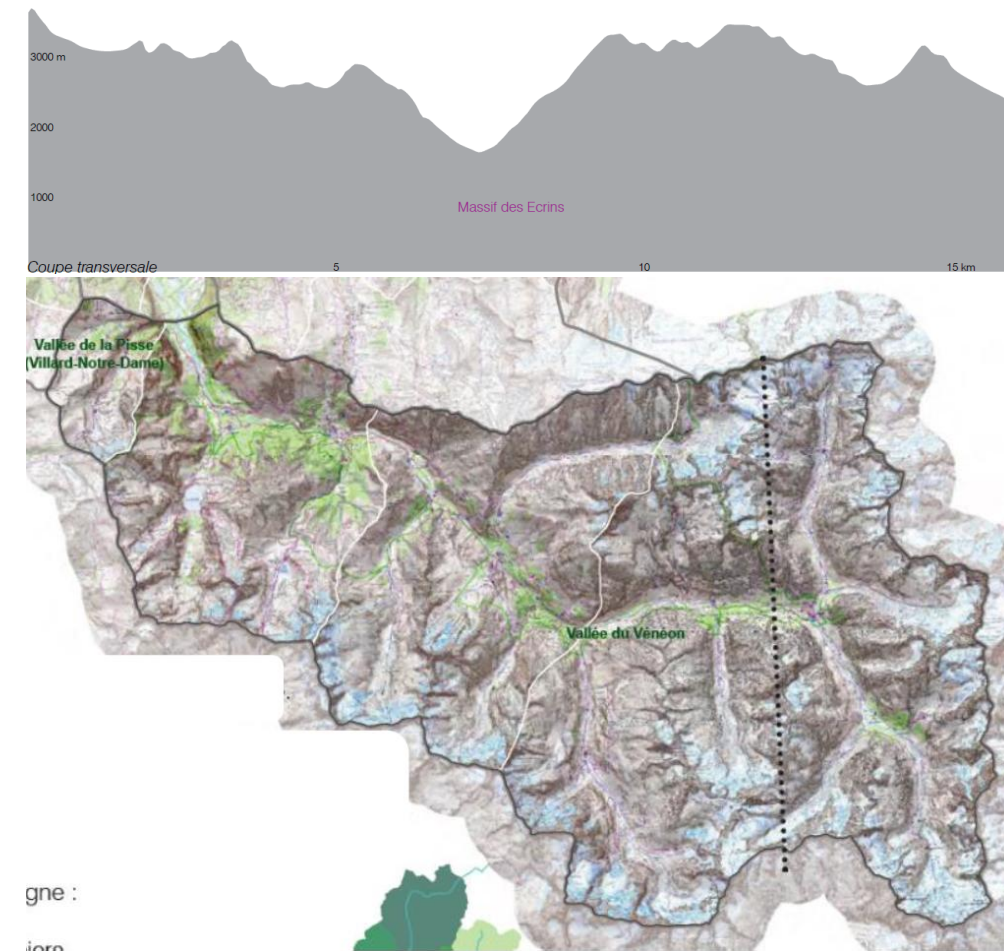 3000 m
2000
1000
Massif des Ecrins
Coupe transversale
5
10
15 km
Vallée de la Pisse
(Villard-Notre-Dame)
Vallée du Vénéon
gne :